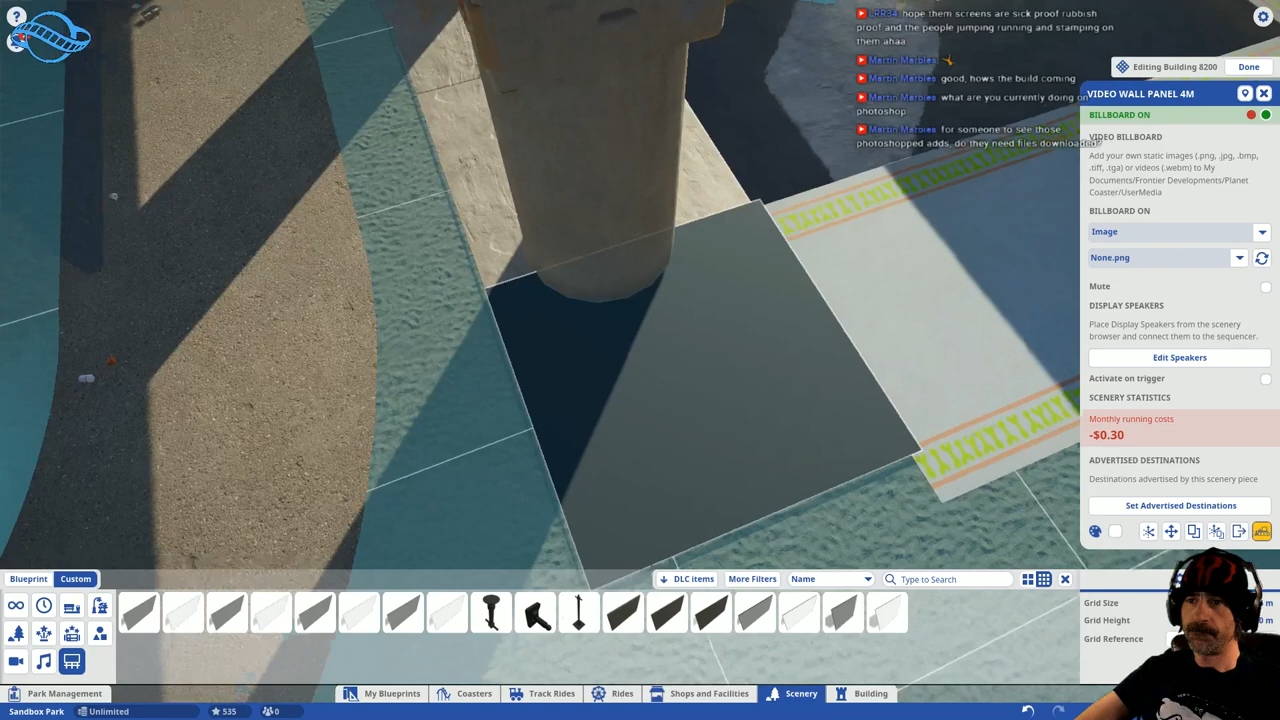 ?
LRR34 hope them screens are sick proof rubbish
proof and the people jumping running and stamping on
them ahaa
Martin Marbles
Martin Marbles good, hows the build coming
Martin Marbles what are you currently doing on
photoshop
Martin Marbles for someone to see those
photoshopped adds, do they need files downloaded?
Editing Building 8200
Done
VIDEO WALL PANEL 4M
BILLBOARD ON
VIDEO BILLBOARD
Add your own static images (.png, .jpg, .bmp,
.tiff, .tga) or videos (.webm) to My
Documents/Frontier Developments/Planet
Coaster/UserMedia
BILLBOARD ON
Image
None.png
Mute
DISPLAY SPEAKERS
Place Display Speakers from the scenery
browser and connect them to the sequencer.
Edit Speakers
Activate on trigger
SCENERY STATISTICS
Monthly running costs
-$0.30
ADVERTISED DESTINATIONS
Destinations advertised by this scenery piece
Set Advertised Destinations
Blueprint
Custom
DLC items
More Filters
Name
Type to Search
Grid Size
Grid Height
Grid Reference
Park Management
My Blueprints
Coasters
Track Rides
Rides
Shops and Facilities
Scenery
Building
Sandbox Park
Unlimited
535
0